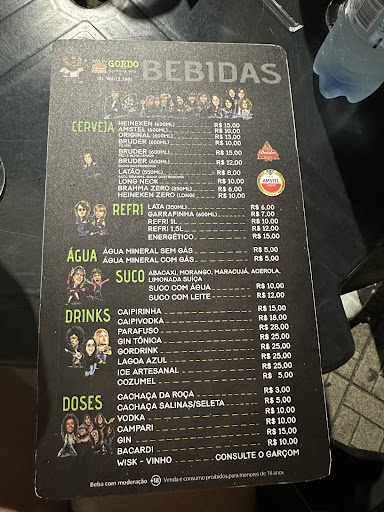 GORDO
BEBIDAS
CERVEJA
HEINEKEN (600ML) R$ 15,00
AMSTEL (600ML) R$ 10,00
ORIGINAL (600ML) R$ 13,00
BRUDER (600ML) R$ 10,00
BRUDER (600ML) R$ 15,00
BRUDER (600ML) R$ 12,00
LATÃO (550ML) R$ 8,00
LONG NECK R$ 10,00
BRAHMA ZERO (350ML) R$ 6,00
HEINEKEN ZERO (LONG) R$ 10,00
AMSTEL
REFRI
LATA (350ML) R$ 6,00
GARRAFINHA (600ML) R$ 7,00
REFRI 1L R$ 10,00
REFRI 1.5L R$ 12,00
ENERGÉTICO R$ 15,00
ÁGUA
ÁGUA MINERAL SEM GÁS R$ 5,00
ÁGUA MINERAL COM GÁS R$ 5,00
SUCO
ABACAXI, MORANGO, MARACUJÁ, ACEROLA,
LIMONADA SUÍÇA
SUCO COM ÁGUA R$ 10,00
SUCO COM LEITE R$ 12,00
DRINKS
CAIPIRINHA R$ 15,00
CAIPIVODKA R$ 18,00
PARAFUSO R$ 28,00
GIN TÔNICA R$ 25,00
GORDRINK R$ 25,00
LAGOA AZUL R$ 25,00
ICE ARTESANAL R$ 25,00
COZUMEL R$ 5,00
DOSES
CACHAÇA DA ROÇA R$ 3,00
CACHAÇA SALINAS/SELETA R$ 5,00
VODKA R$ 10,00
CAMPARI R$ 10,00
GIN R$ 15,00
BACARDI R$ 10,00
WISK - VINHO CONSULTE O GARÇOM
Beba com moderação +18 Venda e consumo proibidos para menores de 18 anos